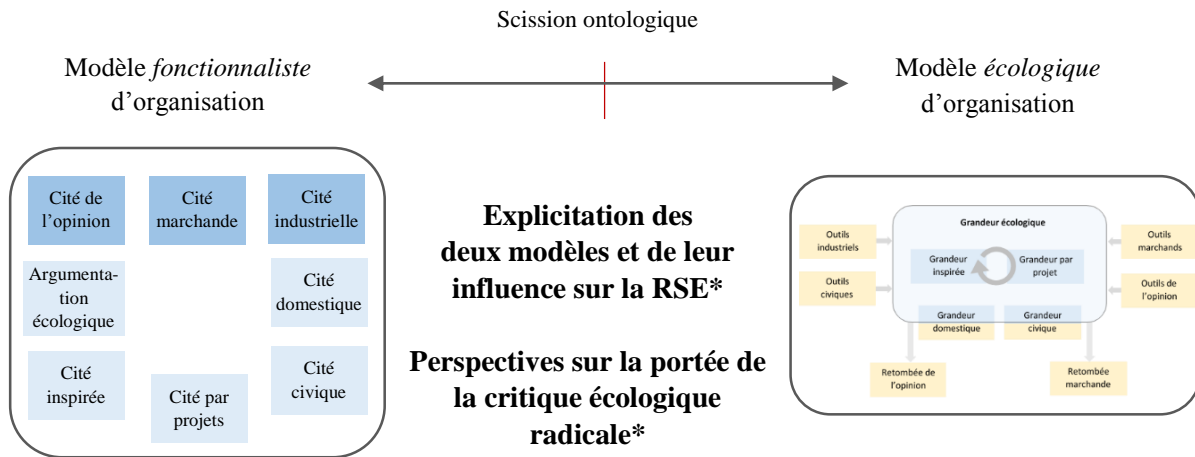 Scission ontologique
Modèle fonctionnaliste
d'organisation
Modèle écologique
d'organisation
Cité de
l'opinion
Cité
marchande
Cité
industrielle
Argumenta-
tion
écologique
Cité
domestique
Cité
inspirée
Cité par
projets
Cité
civique
Explicitation des
deux modèles et de leur
influence sur la RSE*
Perspectives sur la portée de
la critique écologique
radicale*
Grandeur écologique
Outils
industriels
Outils
marchands
Grandeur
inspirée
Grandeur par
projet
Outils
civiques
Outils de
l'opinion
Grandeur
domestique
Grandeur
civique
Retombée de
l'opinion
Retombée
marchande